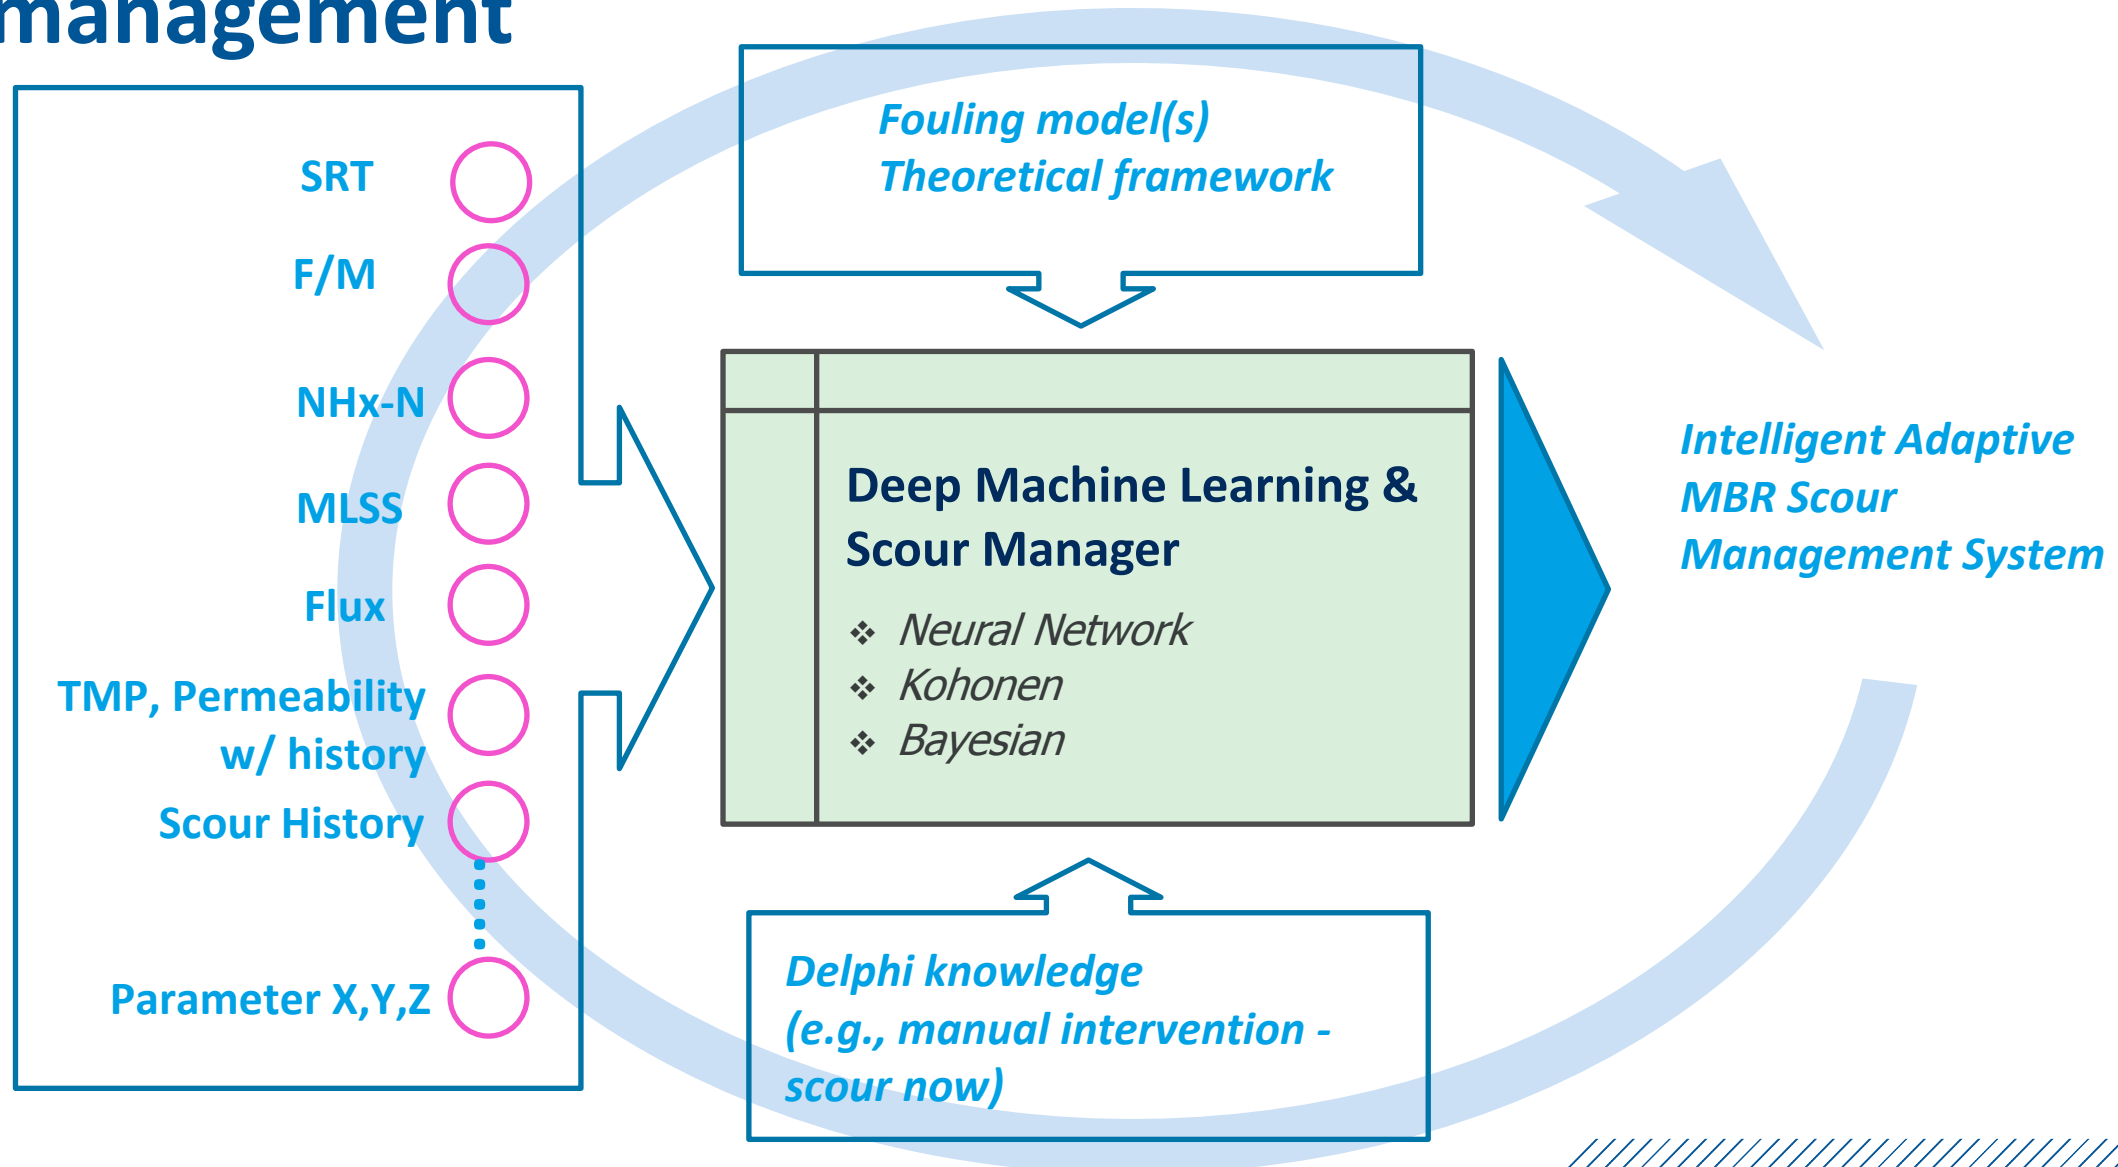 management
SRT
F/M
NHx-N
MLSS
Flux
TMP, Permeability
w/ history
Scour History
Parameter X,Y,Z
Fouling model(s)
Theoretical framework
Deep Machine Learning &
Scour Manager
❖ Neural Network
❖ Kohonen
❖ Bayesian
Delphi knowledge
(e.g., manual intervention -
scour now)
Intelligent Adaptive
MBR Scour
Management System